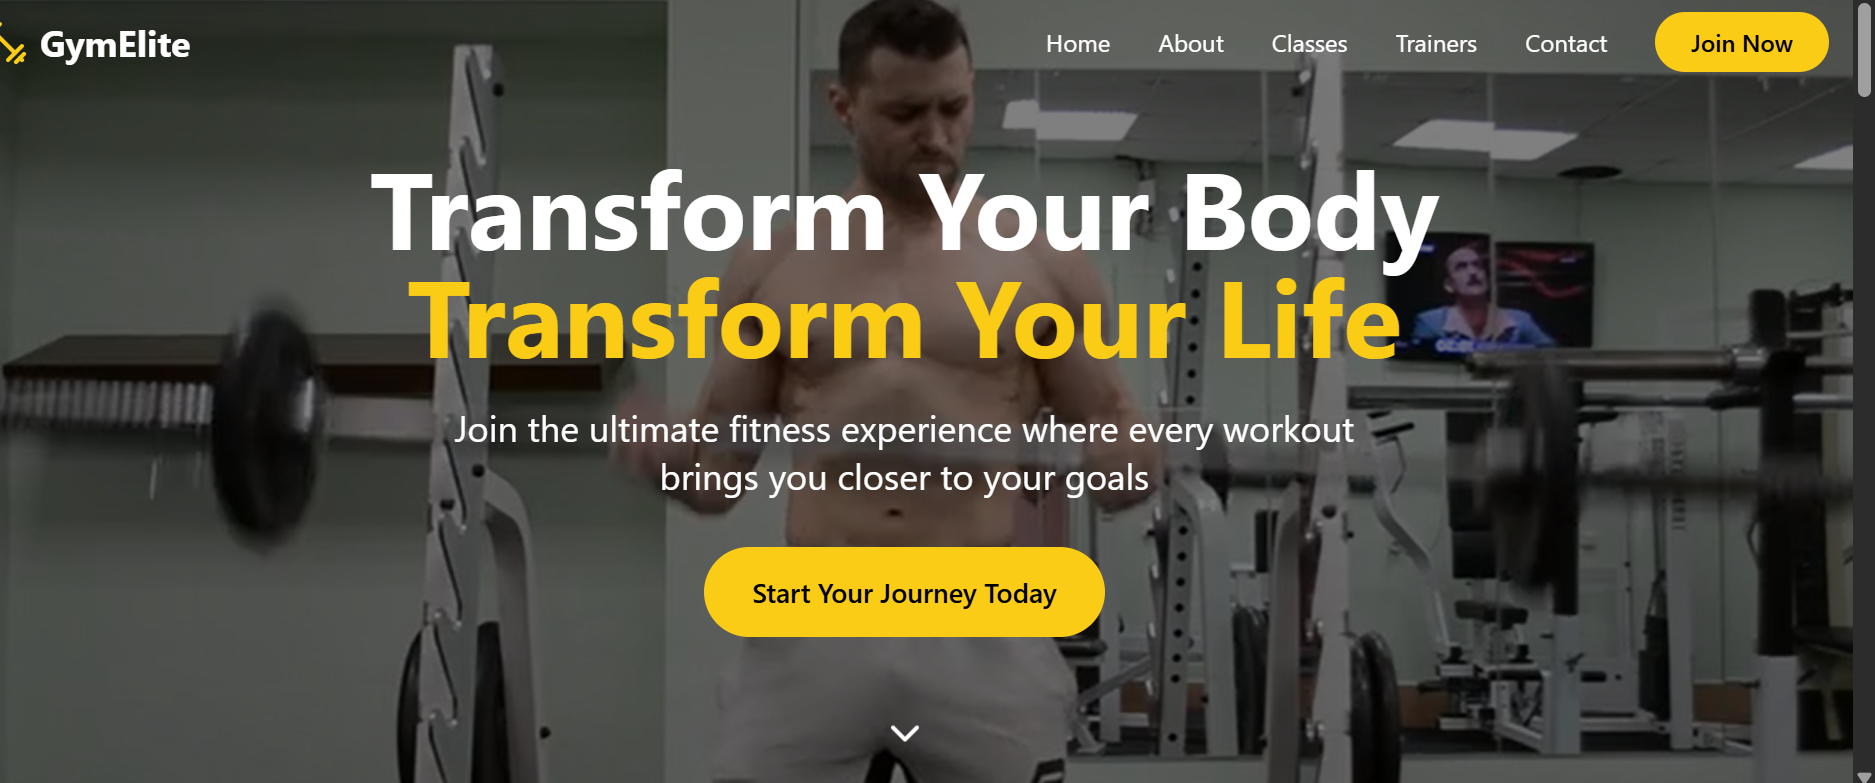 GymElite
Home About Classes Trainers Contact Join Now
Transform Your Body
Transform Your Life
Join the ultimate fitness experience where every workout
brings you closer to your goals
Start Your Journey Today